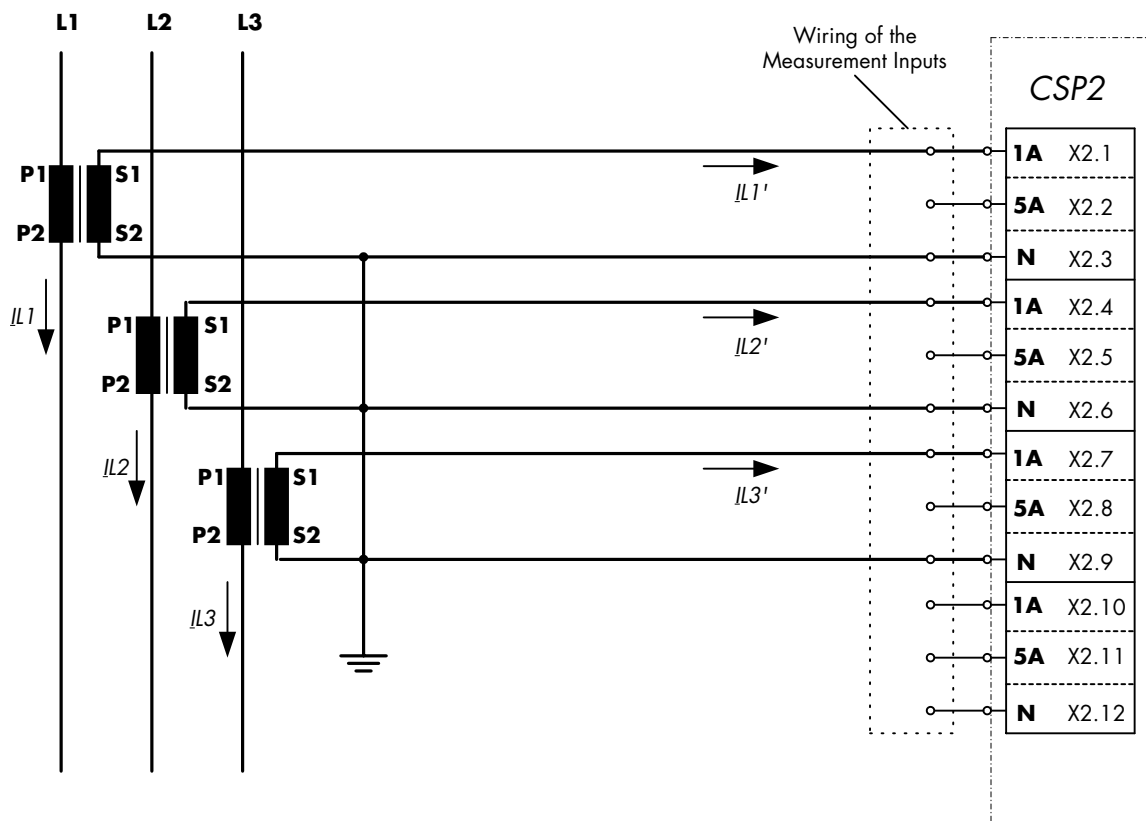 L1 L2 L3
Wiring of the
Measurement Inputs
CSP2
P1 S1
P2 S2
IL1
IL1'
1A X2.1
5A X2.2
N X2.3
P1 S1
P2 S2
IL2
IL2'
1A X2.4
5A X2.5
N X2.6
P1 S1
P2 S2
IL3
IL3'
1A X2.7
5A X2.8
N X2.9
1A X2.10
5A X2.11
N X2.12